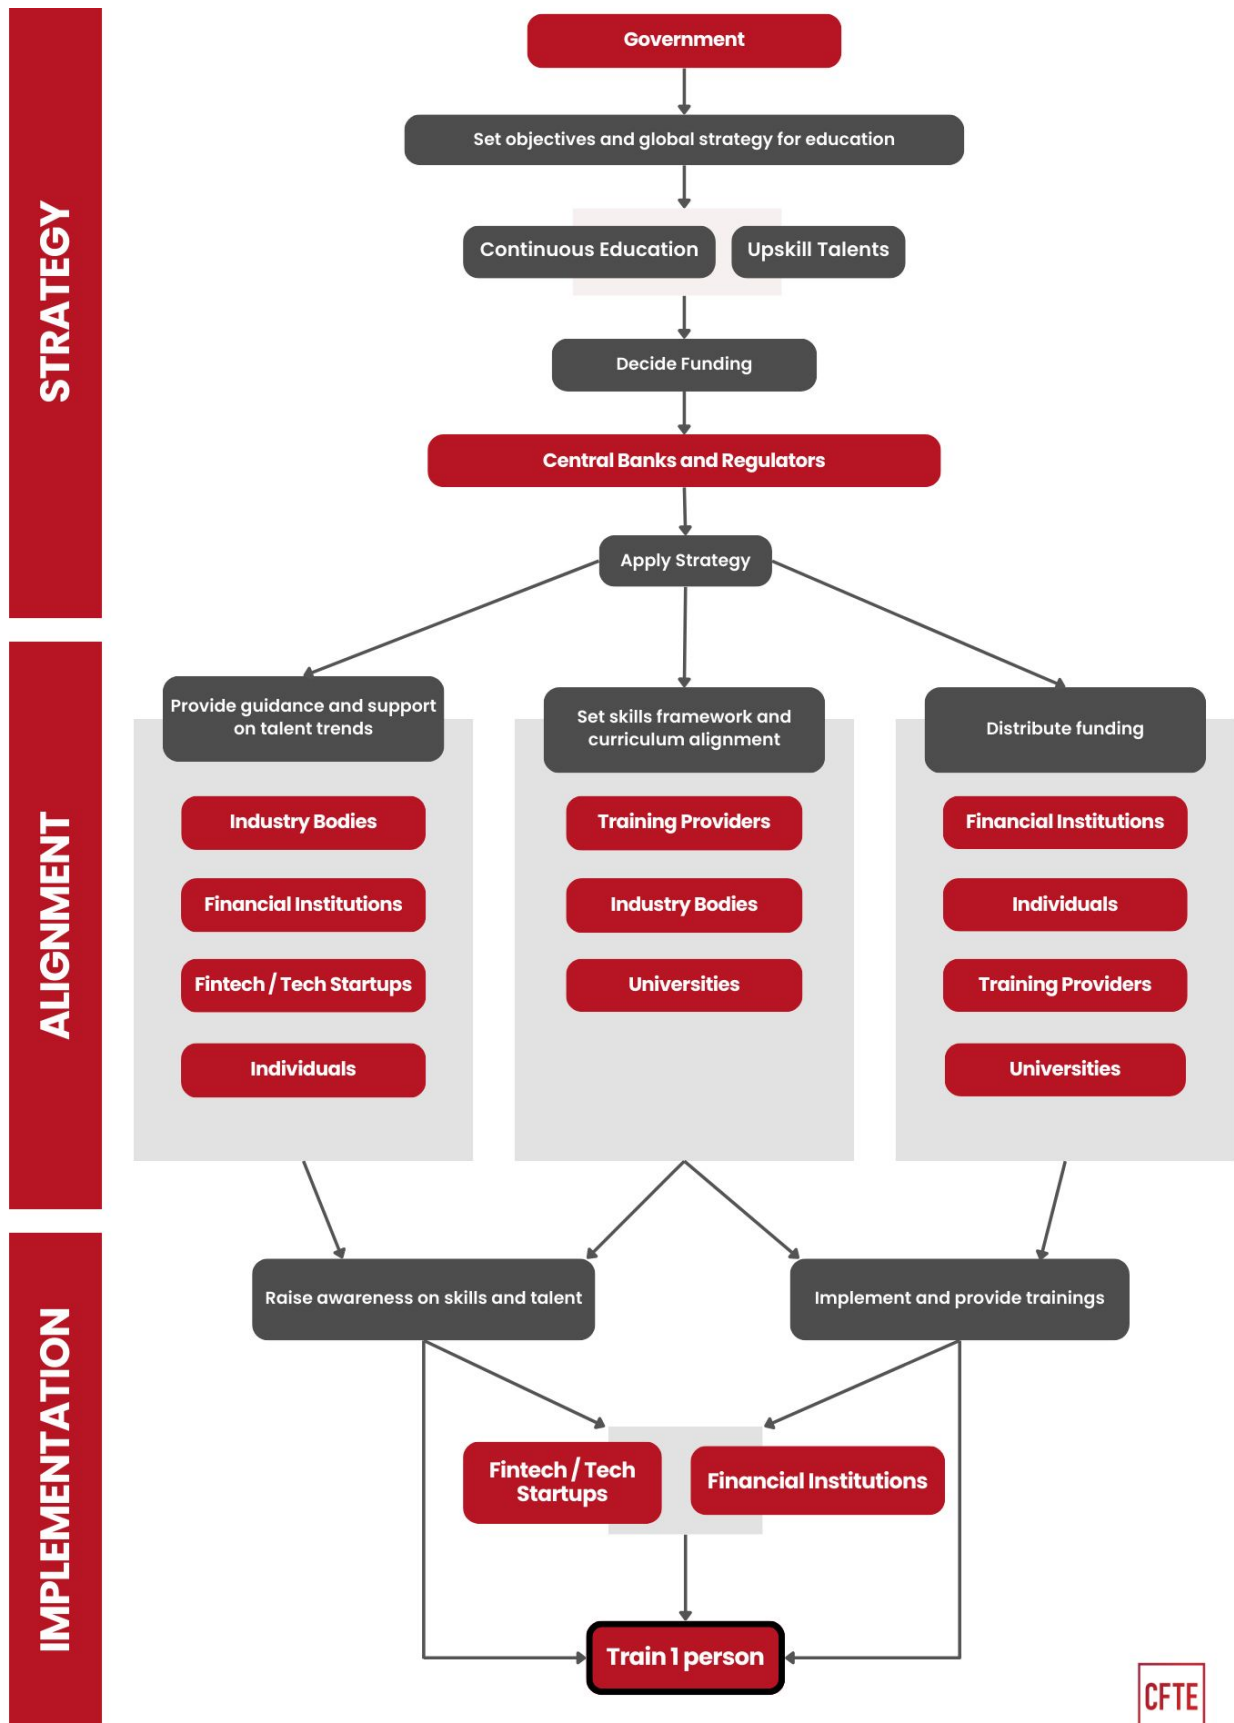 STRATEGY
Government
Set objectives and global strategy for education
Continuous Education
Upskill Talents
Decide Funding
Central Banks and Regulators
Apply Strategy
ALIGNMENT
Provide guidance and support
on talent trends
Industry Bodies
Financial Institutions
Fintech / Tech Startups
Individuals
Set skills framework and
curriculum alignment
Training Providers
Industry Bodies
Universities
Distribute funding
Financial Institutions
Individuals
Training Providers
Universities
IMPLEMENTATION
Raise awareness on skills and talent
Implement and provide trainings
Fintech / Tech
Startups
Financial Institutions
Train 1 person
CFTE